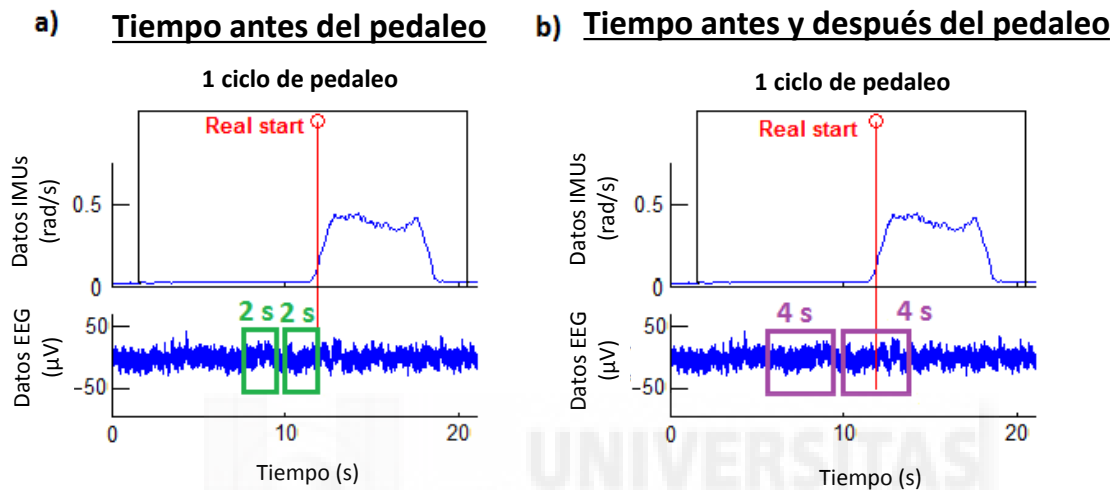 a) Tiempo antes del pedaleo
1 ciclo de pedaleo
Real start
Datos IMUs
(rad/s)
0.5
0
2 s 2 s
Datos EEG
(µV)
50
−50
0 10 20
Tiempo (s)
b) Tiempo antes y después del pedaleo
1 ciclo de pedaleo
Real start
Datos IMUs
(rad/s)
0.5
0
4 s 4 s
Datos EEG
(µV)
50
−50
0 10 20
Tiempo (s)
UNIVERSITAS